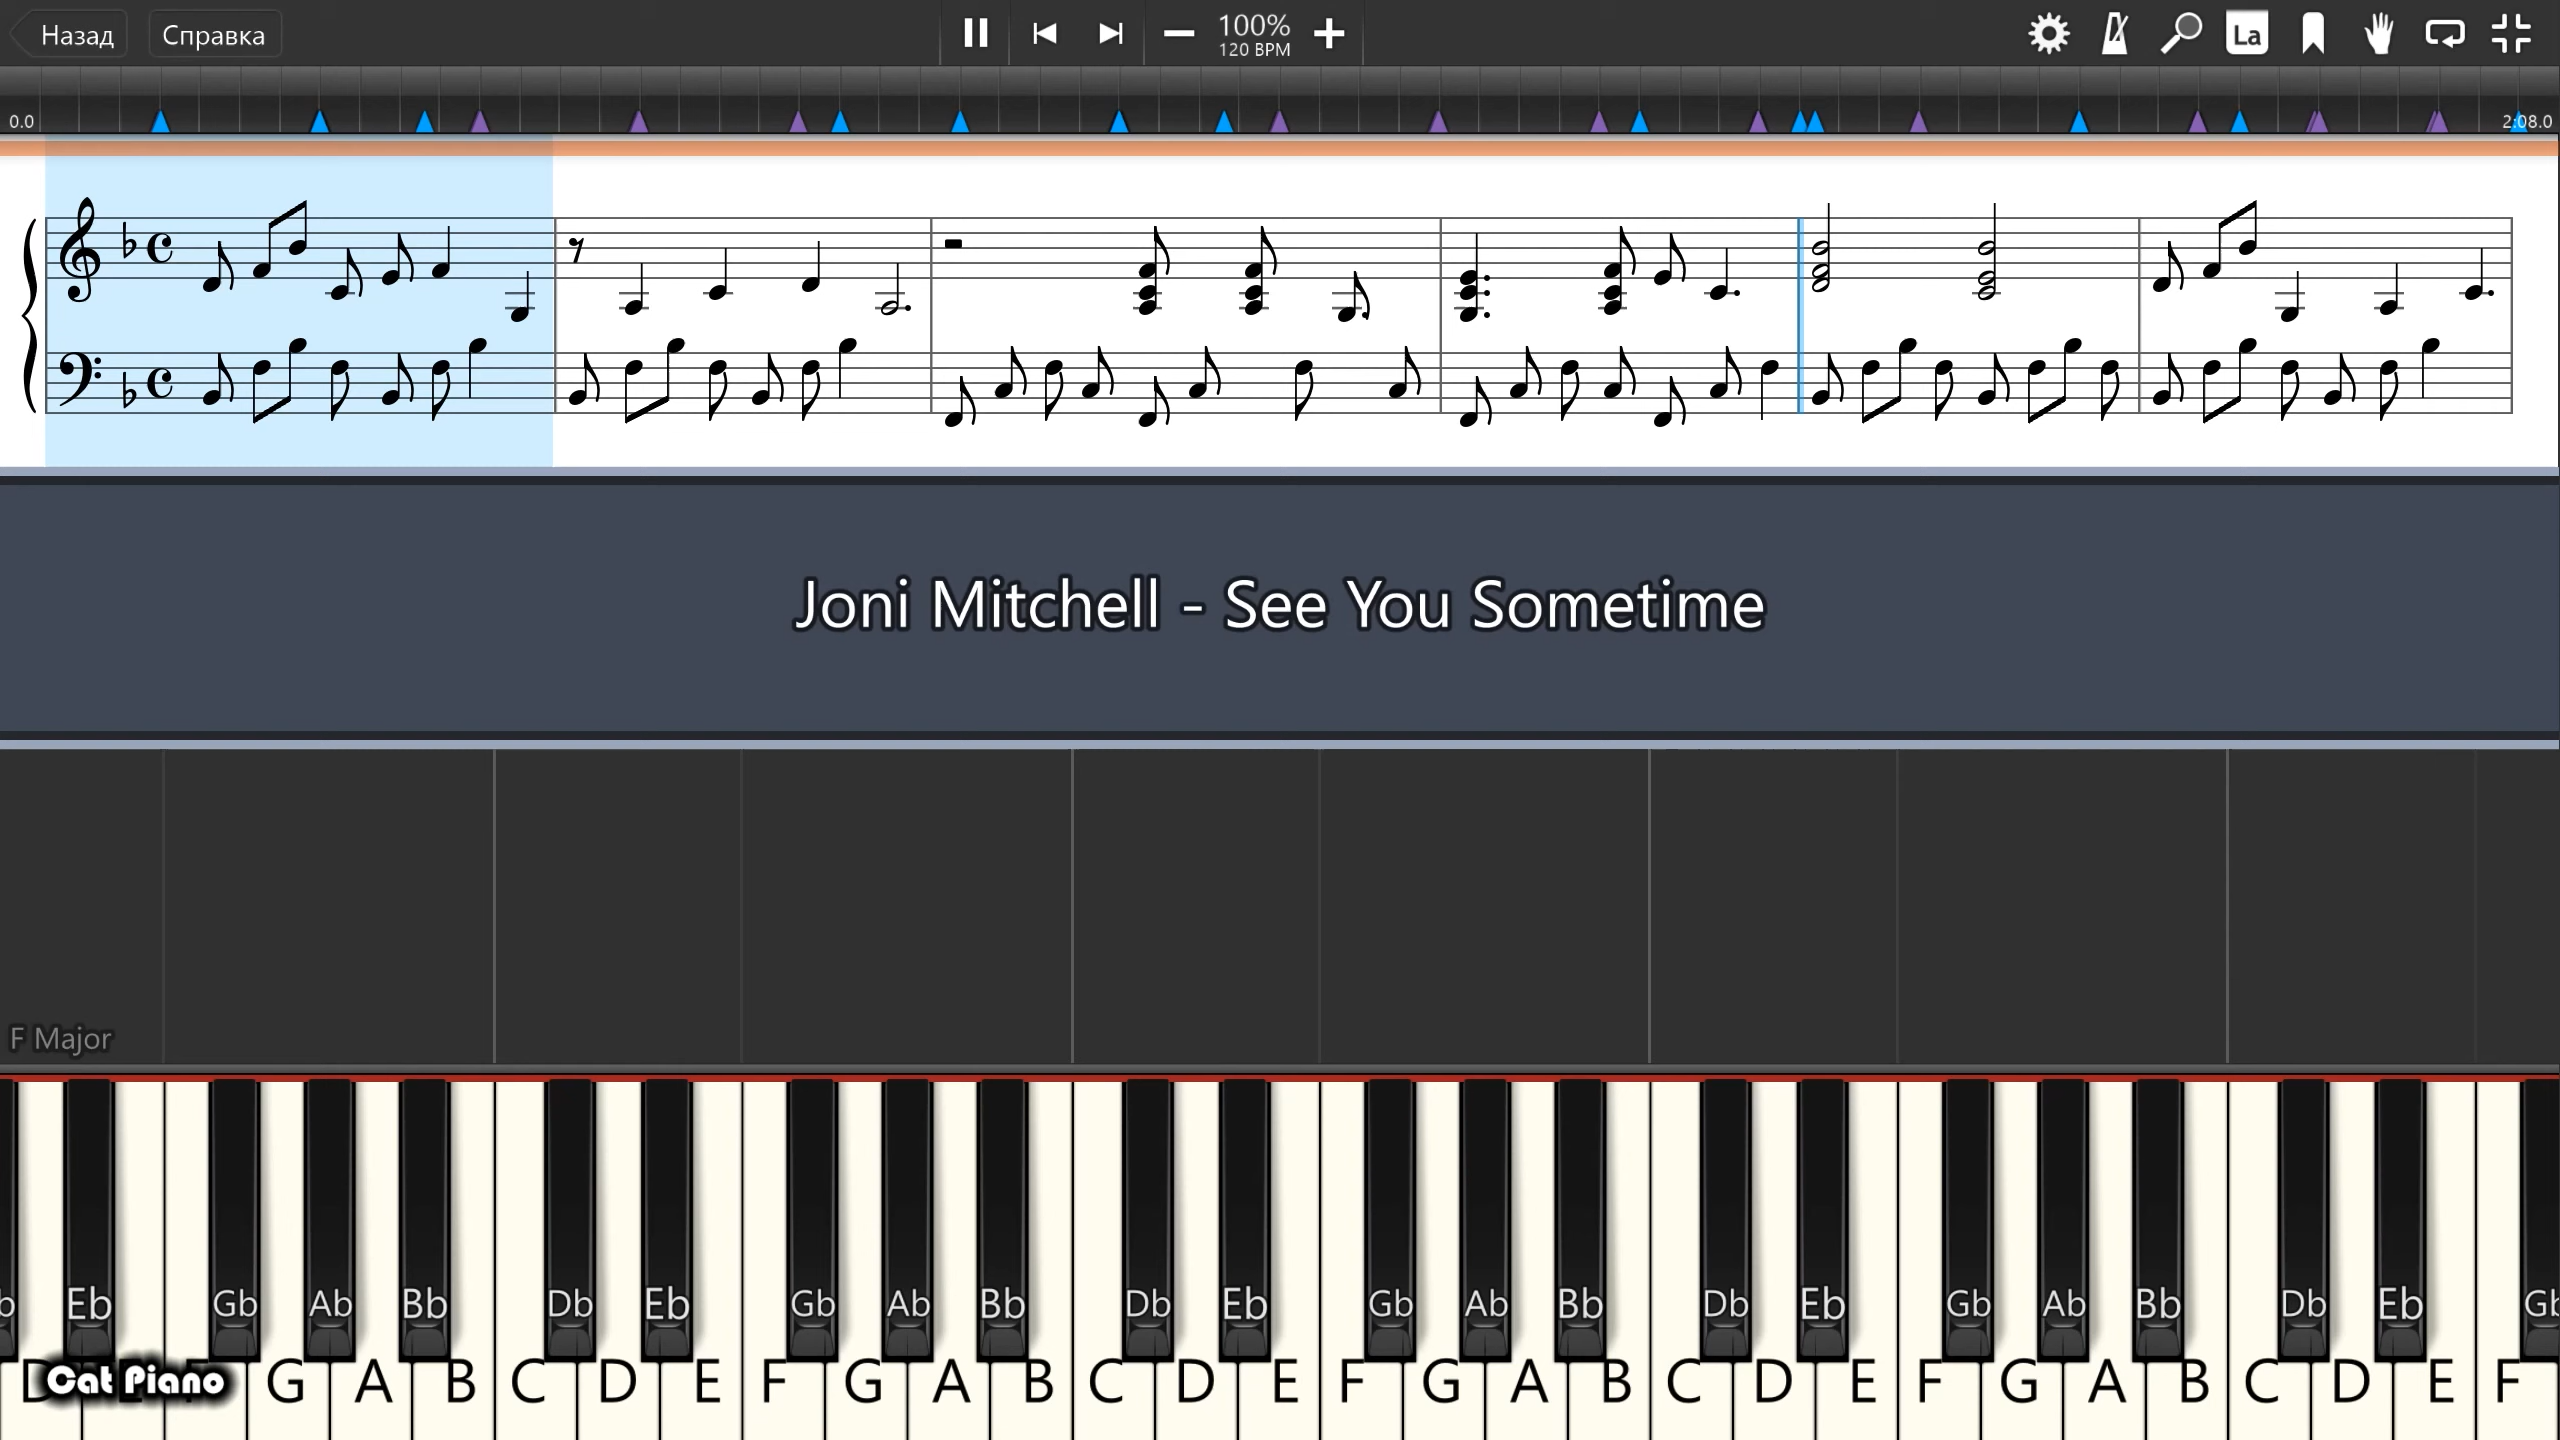 Назад Справка 100% La
120 BPM
0.0 2:08.0
Joni Mitchell - See You Sometime
F Major
Eb Gb Ab Bb Db Eb Gb Ab Bb Db Eb Gb Ab Bb Db Eb Gb Ab Bb Db Eb
D Cat Piano G A B C D E F G A B C D E F G A B C D E F G A B C D E F